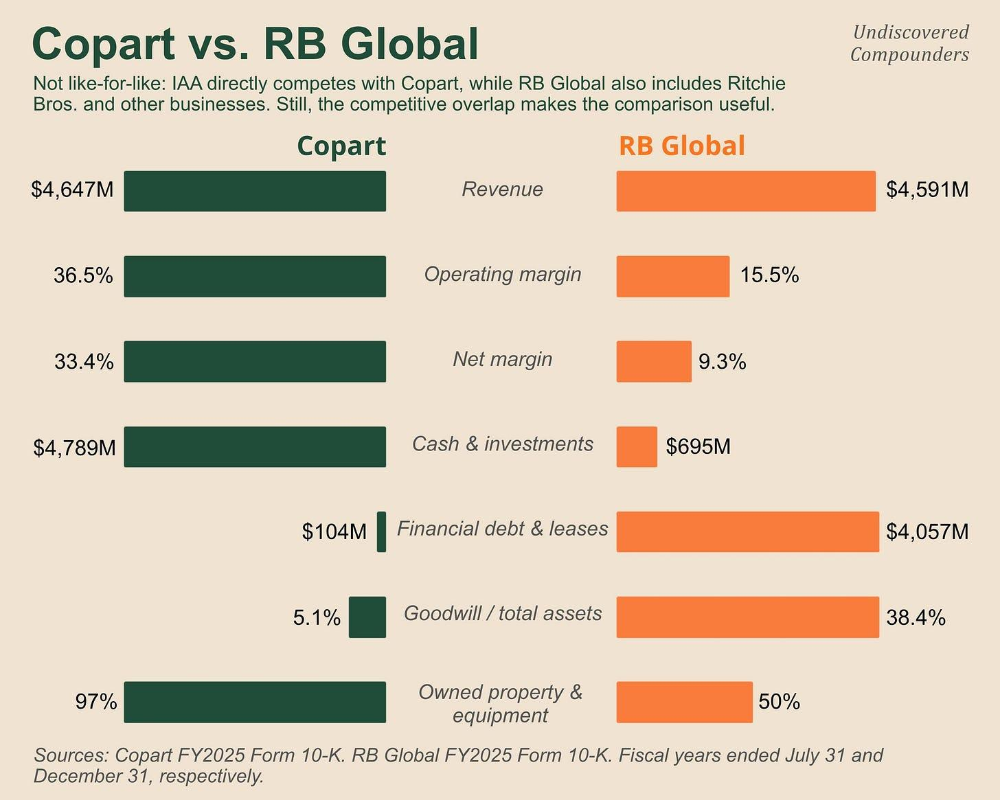 Copart vs. RB Global
Undiscovered
Compounders
Not like-for-like: IAA directly competes with Copart, while RB Global also includes Ritchie
Bros. and other businesses. Still, the competitive overlap makes the comparison useful.
Copart
RB Global
$4,647M
Revenue
$4,591M
36.5%
Operating margin
15.5%
33.4%
Net margin
9.3%
$4,789M
Cash & investments
$695M
$104M
Financial debt & leases
$4,057M
5.1%
Goodwill / total assets
38.4%
97%
Owned property &
equipment
50%
Sources: Copart FY2025 Form 10-K. RB Global FY2025 Form 10-K. Fiscal years ended July 31 and
December 31, respectively.